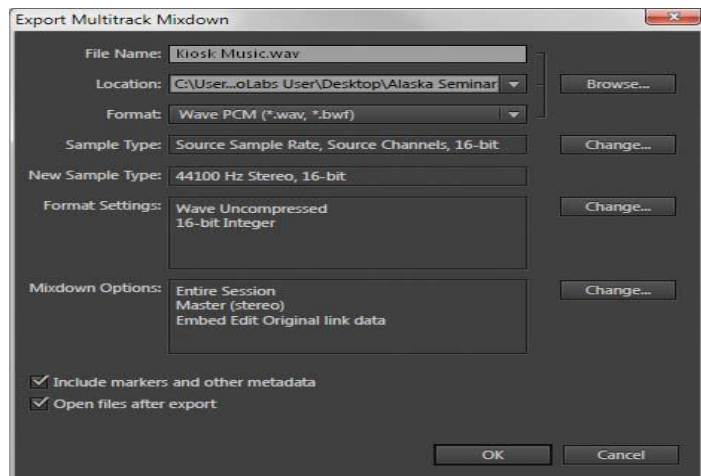 Export Multitrack Mixdown
File Name: Kiosk Music.wav
Location: C:\User...oLabs User\Desktop\Alaska Seminar Browse...
Format: Wave PCM (*.wav, *.bwf)
Sample Type: Source Sample Rate, Source Channels, 16-bit Change...
New Sample Type: 44100 Hz Stereo, 16-bit
Format Settings: Wave Uncompressed Change...
16-bit Integer
Mixdown Options: Entire Session Change...
Master (stereo)
Embed Edit Original link data
Include markers and other metadata
Open files after export
OK Cancel